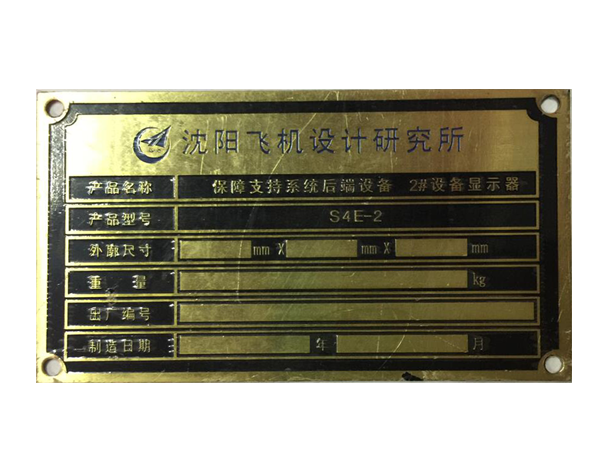 沈阳飞机设计研究所
产品名称 保障支持系统后端设备 2#设备显示器
产品型号 S4E-2
外廓尺寸 mm X mm X mm
重量 kg
出厂编号
制造日期 年 月